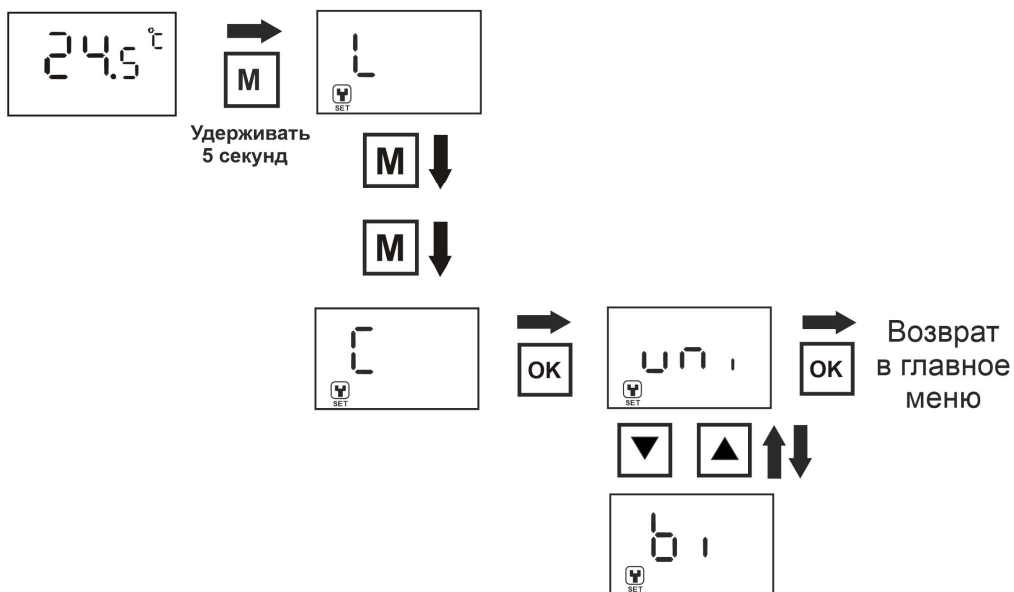 24.5 °C
M
Удерживать
5 секунд
L
SET
M
M
C
SET
OK
uni
SET
OK
Возврат
в главное
меню
▼ ▲
bi
SET